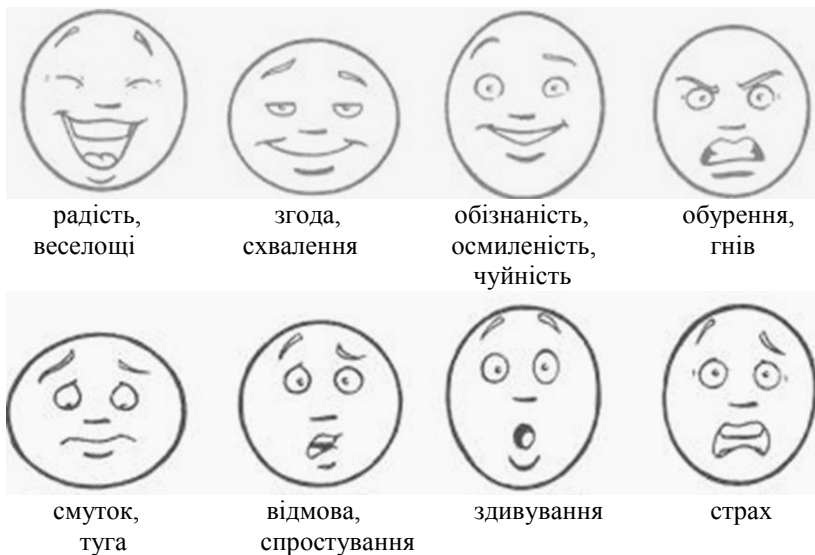 радість,
веселощі
згода,
схвалення
обізнаність,
осмиленість,
чуйність
обурення,
гнів
смуток,
туга
відмова,
спростування
здивування
страх